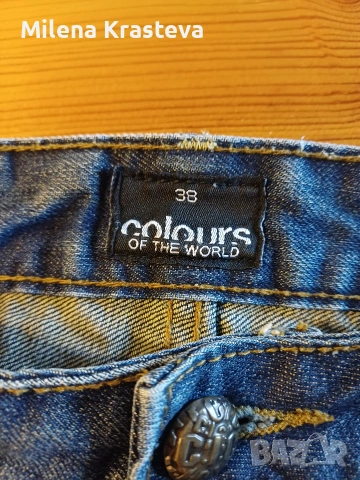 Milena Krasteva
38
colours
OF THE WORLD
BAZAR